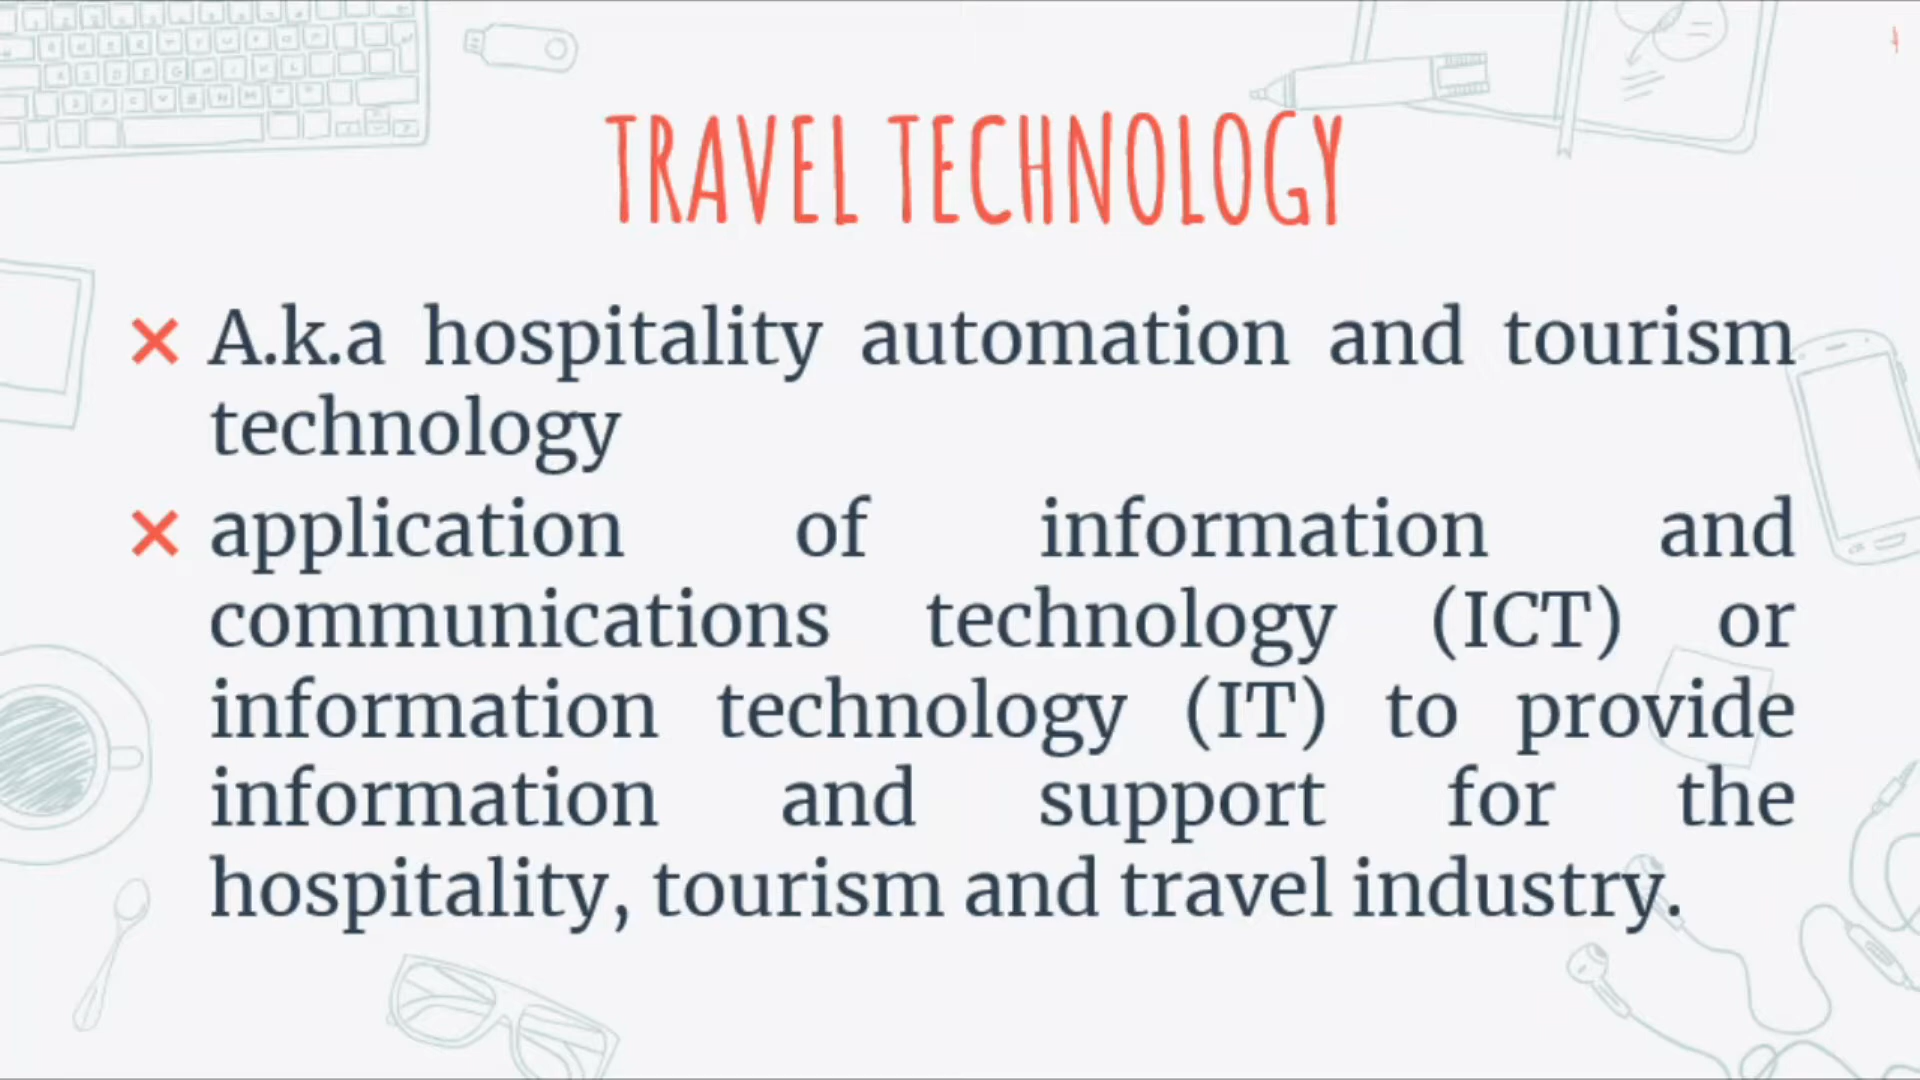 4
TRAVEL TECHNOLOGY
A.k.a hospitality automation and tourism
technology
application of information and
communications technology (ICT) or
information technology (IT) to provide
information and support for the
hospitality, tourism and travel industry.